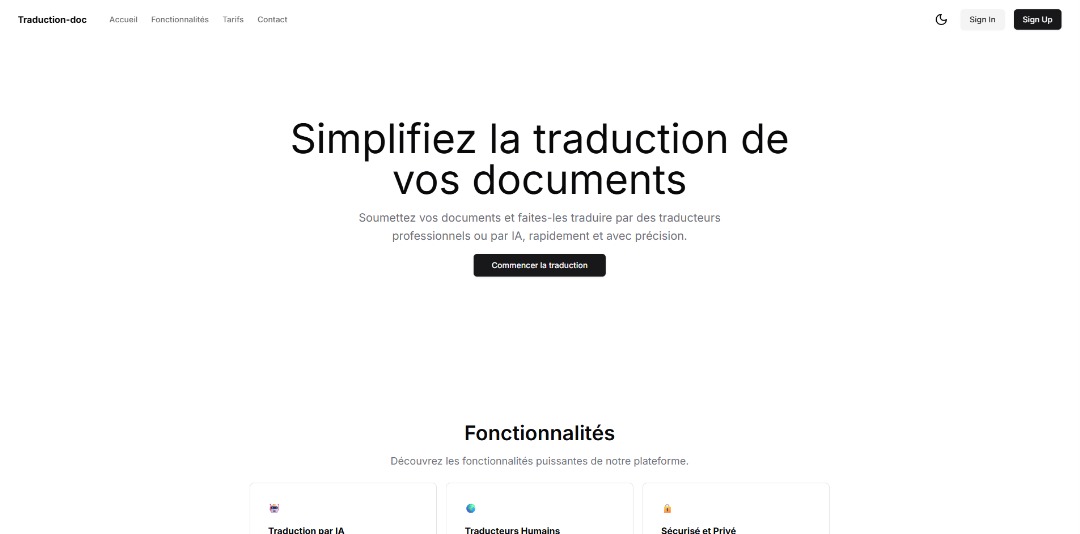 Traduction-doc
Accueil
Fonctionnalités
Tarifs
Contact
Sign In
Sign Up
Simplifiez la traduction de
vos documents
Soumettez vos documents et faites-les traduire par des traducteurs
professionnels ou par IA, rapidement et avec précision.
Commencer la traduction
Fonctionnalités
Découvrez les fonctionnalités puissantes de notre plateforme.
Traduction par IA
Traducteurs Humains
Sécurisé et Privé